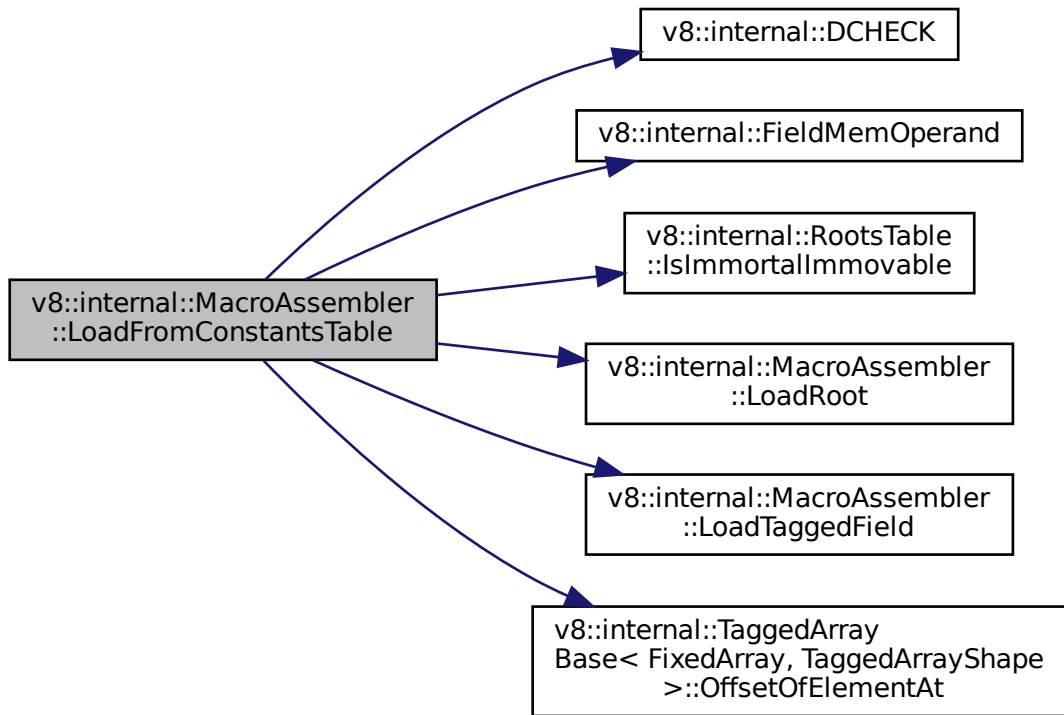 v8::internal::DCHECK
v8::internal::FieldMemOperand
v8::internal::RootsTable
::IsImmortalImmovable
v8::internal::MacroAssembler
::LoadFromConstantsTable
v8::internal::MacroAssembler
::LoadRoot
v8::internal::MacroAssembler
::LoadTaggedField
v8::internal::TaggedArray
Base< FixedArray, TaggedArrayShape
>::OffsetOfElementAt